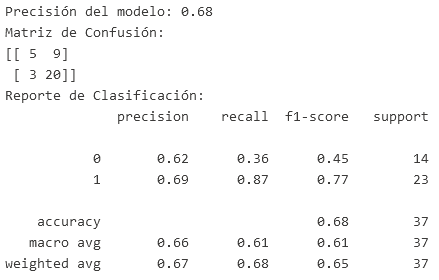 Precisión del modelo: 0.68
Matriz de Confusión:
[[ 5  9]
 [ 3 20]]
Reporte de Clasificación:
              precision    recall  f1-score   support

           0       0.62      0.36      0.45        14
           1       0.69      0.87      0.77        23

    accuracy                           0.68        37
   macro avg       0.66      0.61      0.61        37
weighted avg       0.67      0.68      0.65        37